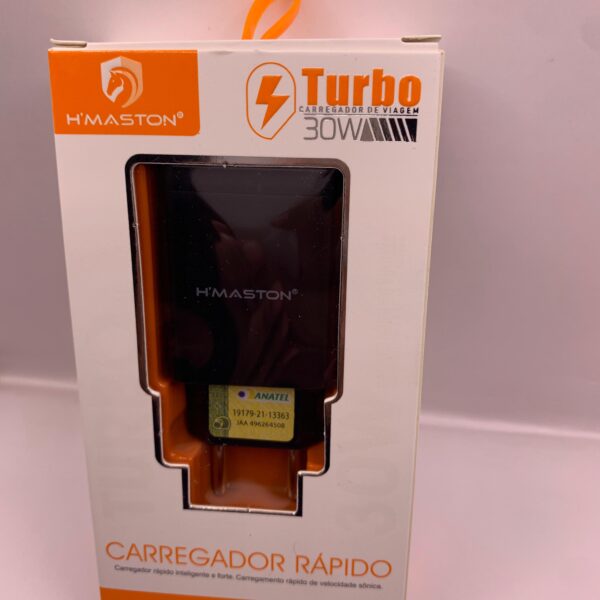 H'MASTON®
Turbo
CARREGADOR DE VIAGEM
30W
H'MASTON®
ANATEL
19179-21-13363
IAA 496264508
CARREGADOR RÁPIDO
Carregador rápido inteligente e forte. Carregamento rápido de velocidade sônica.